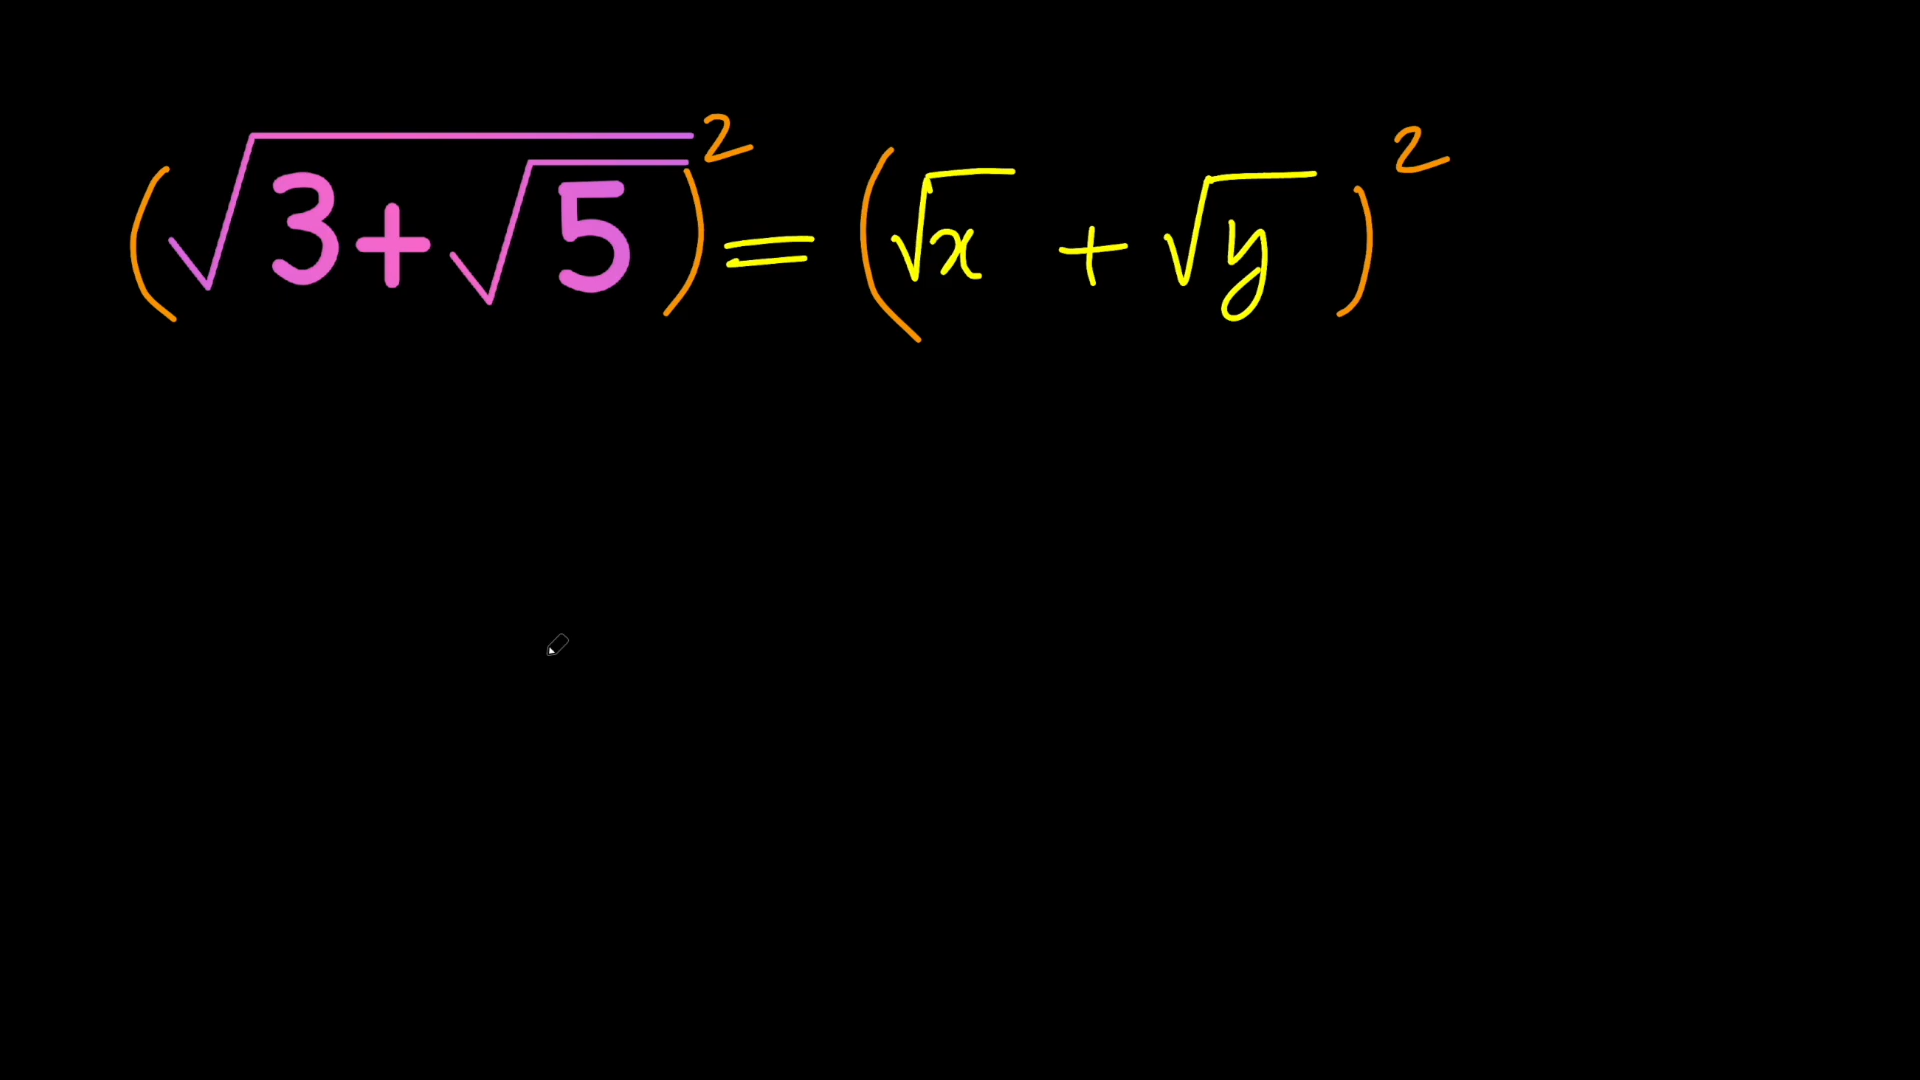 (√(3+√5))² = (√x + √y)²